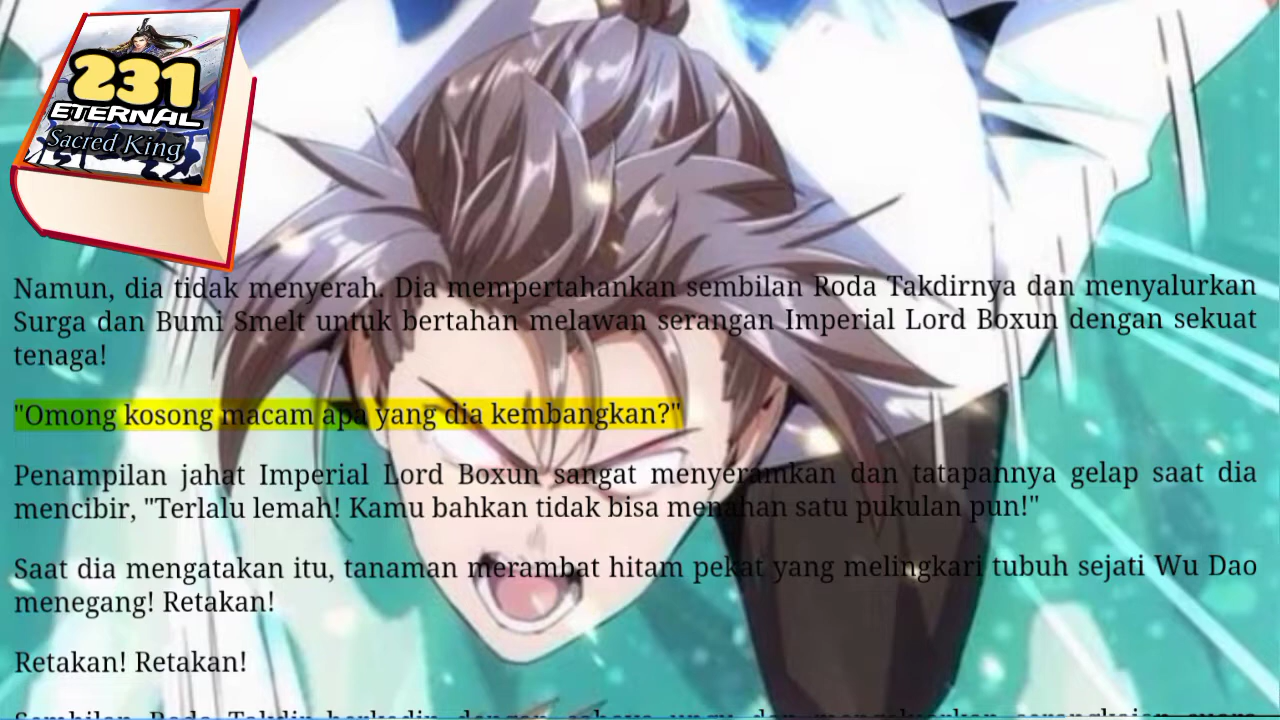 231
ETERNAL
Sacred King
Namun, dia tidak menyerah. Dia mempertahankan sembilan Roda Takdirnya dan menyalurkan
Surga dan Bumi Smelt untuk bertahan melawan serangan Imperial Lord Boxun dengan sekuat
tenaga!
"Omong kosong macam apa yang dia kembangkan?"
Penampilan jahat Imperial Lord Boxun sangat menyeramkan dan tatapannya gelap saat dia
mencibir, "Terlalu lemah! Kamu bahkan tidak bisa menahan satu pukulan pun!"
Saat dia mengatakan itu, tanaman merambat hitam pekat yang melingkari tubuh sejati Wu Dao
menegang! Retakan!
Retakan! Retakan!